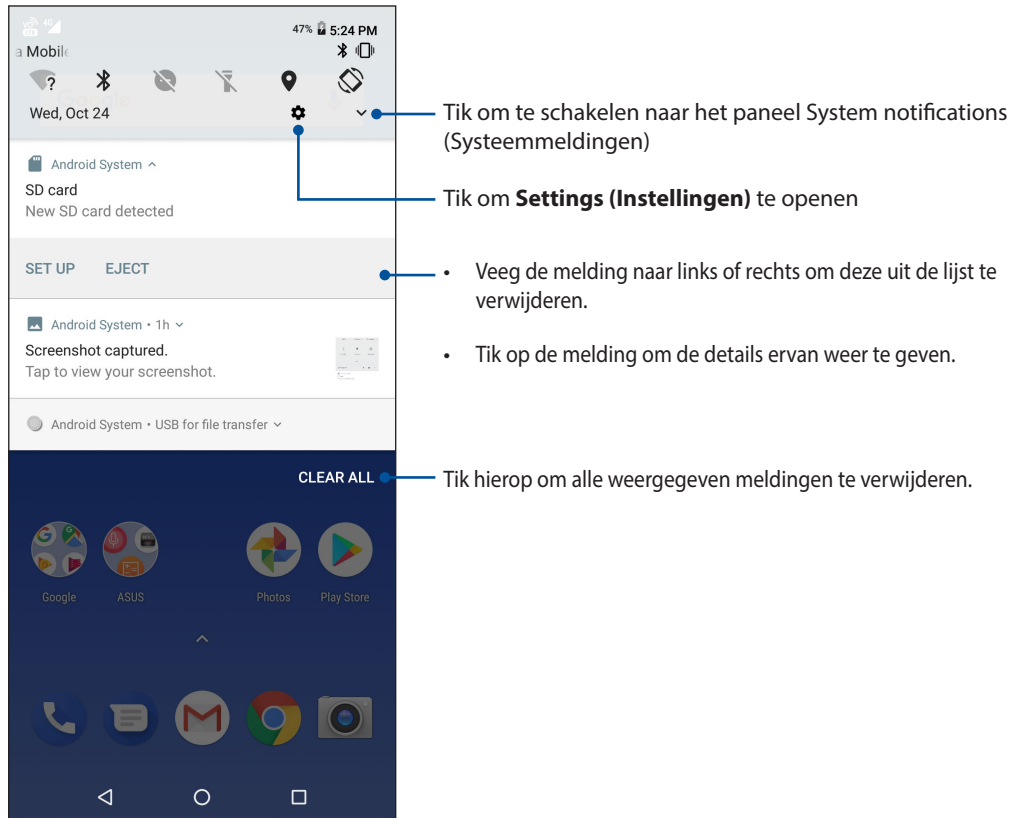 47% 5:24 PM
a Mobile
Wed, Oct 24
Android System
SD card
New SD card detected
SET UP EJECT
Android System • 1h
Screenshot captured.
Tap to view your screenshot.
Android System • USB for file transfer
CLEAR ALL
Google ASUS Photos Play Store
Tik om te schakelen naar het paneel System notifications
(Systeemmeldingen)
Tik om Settings (Instellingen) te openen
• Veeg de melding naar links of rechts om deze uit de lijst te
verwijderen.
• Tik op de melding om de details ervan weer te geven.
Tik hierop om alle weergegeven meldingen te verwijderen.